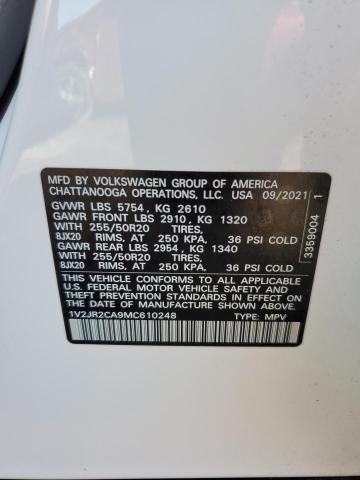 MFD BY VOLKSWAGEN GROUP OF AMERICA
CHATTANOOGA OPERATIONS, LLC. USA 09/2021
GVWR LBS 5754, KG 2610
GAWR FRONT LBS 2910, KG 1320
WITH 255/50R20 TIRES,
8JX20 RIMS, AT 250 KPA, 36 PSI COLD
GAWR REAR LBS 2954, KG 1340
WITH 255/50R20 TIRES,
8JX20 RIMS, AT 250 KPA, 36 PSI COLD
THIS VEHICLE CONFORMS TO ALL APPLICABLE
U.S. FEDERAL MOTOR VEHICLE SAFETY STANDARDS
IN EFFECT ON THE DATE OF MANUFACTURE SHOWN ABOVE.
1V2JR2CA9MC610248 TYPE: MPV
3359004 1